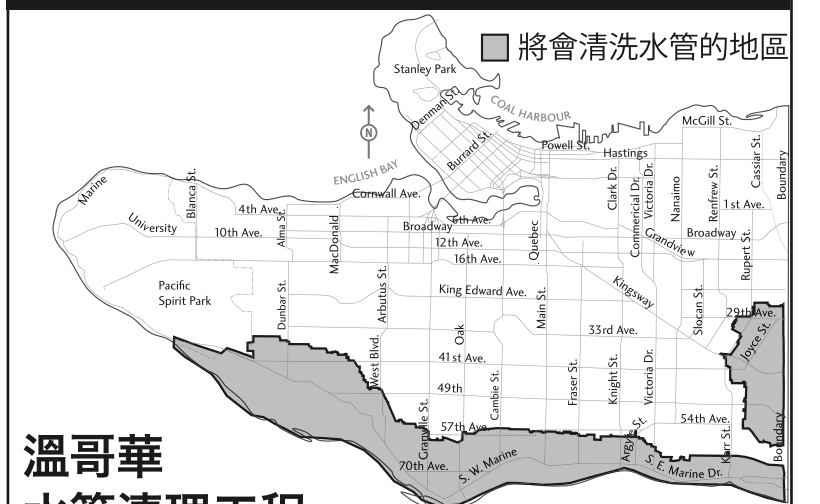 將會清洗水管的地區
Stanley Park
Denman St.
COAL HARBOUR
N
Burrard St.
ENGLISH BAY
McGill St.
Powell St.
Hastings
Cassiar St.
Boundary
Marine
Blanca St.
Cornwall Ave.
Clark Dr.
Commercial Dr.
Victoria Dr.
Nanaimo
Renfrew St.
1st Ave.
4th Ave.
Alma St.
6th Ave.
University
10th Ave.
MacDonald
Broadway
Quebec
Broadway
Grandview
Rupert St.
12th Ave.
16th Ave.
Pacific
Spirit Park
Dunbar St.
Arbutus St.
King Edward Ave.
Main St.
Kingsway
Slocan St.
29th Ave.
Oak
33rd Ave.
Joyce St.
West Blvd.
41st Ave.
49th
Cambie St.
Fraser St.
Knight St.
Victoria Dr.
Granville St.
57th Ave.
54th Ave.
Argyle St.
Kerr St.
Boundary
70th Ave.
S. W. Marine
S. E. Marine Dr.
溫哥華